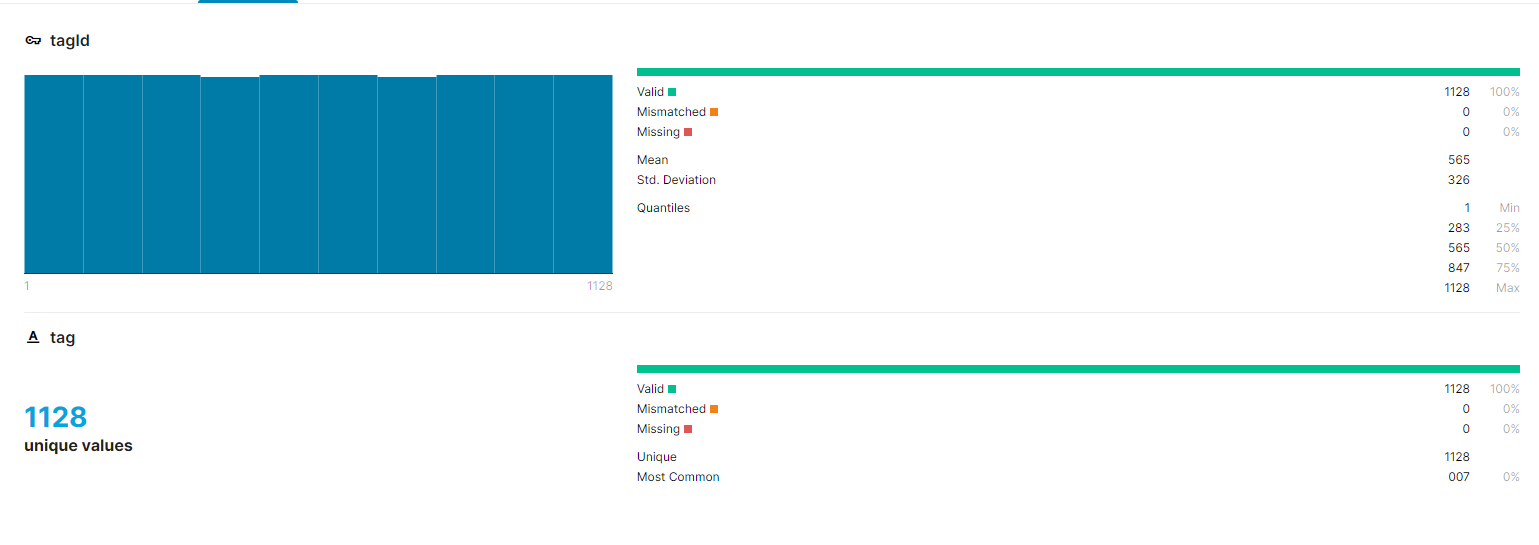 tagId
Valid 1128 100%
Mismatched 0 0%
Missing 0 0%
Mean 565
Std. Deviation 326
Quantiles 1 Min
283 25%
565 50%
847 75%
1128 Max
1 1128
A tag
Valid 1128 100%
Mismatched 0 0%
Missing 0 0%
Unique 1128
Most Common 007 0%
1128
unique values